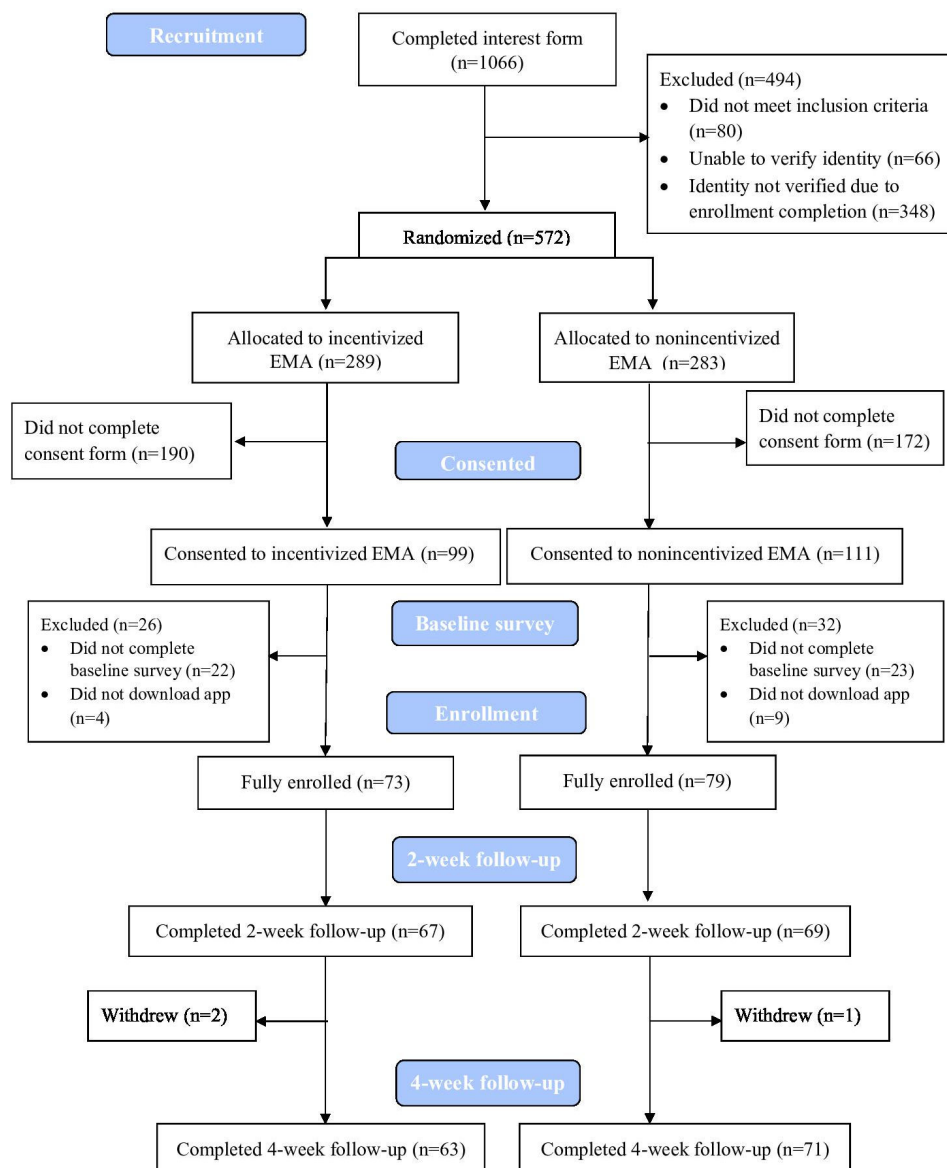 Recruitment
Completed interest form
(n=1066)
Excluded (n=494)
• Did not meet inclusion criteria
(n=80)
• Unable to verify identity (n=66)
• Identity not verified due to
enrollment completion (n=348)
Randomized (n=572)
Allocated to incentivized
EMA (n=289)
Allocated to nonincentivized
EMA (n=283)
Did not complete
consent form (n=190)
Did not complete
consent form (n=172)
Consented
Consented to incentivized EMA (n=99)
Consented to nonincentivized EMA (n=111)
Baseline survey
Excluded (n=26)
• Did not complete
baseline survey (n=22)
• Did not download app
(n=4)
Excluded (n=32)
• Did not complete
baseline survey (n=23)
• Did not download app
(n=9)
Enrollment
Fully enrolled (n=73)
Fully enrolled (n=79)
2-week follow-up
Completed 2-week follow-up (n=67)
Completed 2-week follow-up (n=69)
Withdrew (n=2)
Withdrew (n=1)
4-week follow-up
Completed 4-week follow-up (n=63)
Completed 4-week follow-up (n=71)